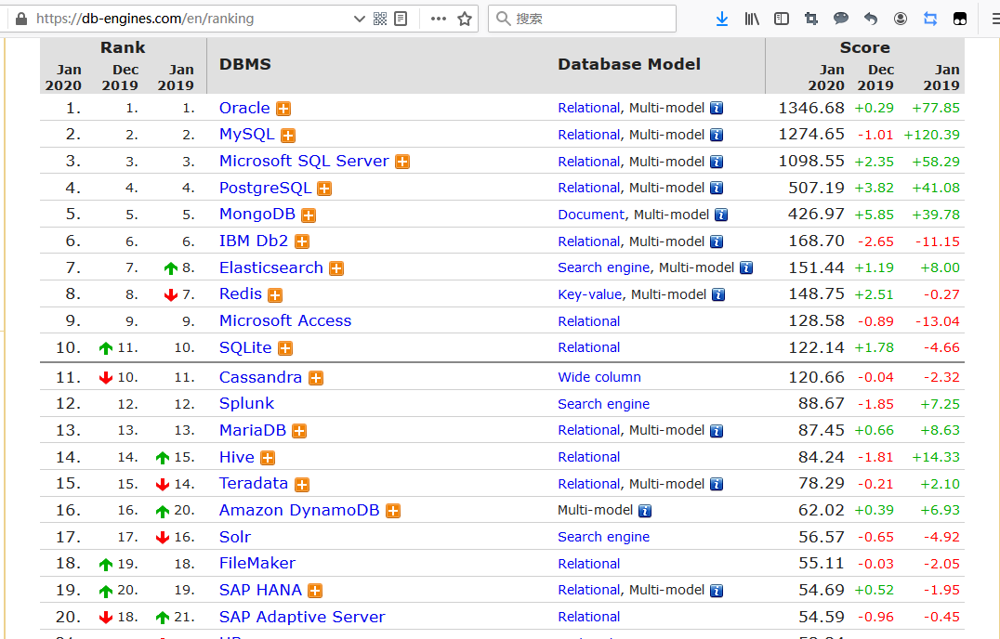 https://db-engines.com/en/ranking 搜索
Rank
Score
Jan 2020 Dec 2019 Jan 2019 DBMS Database Model Jan 2020 Dec 2019 Jan 2019
1. 1. 1. Oracle Relational, Multi-model 1346.68 +0.29 +77.85
2. 2. 2. MySQL Relational, Multi-model 1274.65 -1.01 +120.39
3. 3. 3. Microsoft SQL Server Relational, Multi-model 1098.55 +2.35 +58.29
4. 4. 4. PostgreSQL Relational, Multi-model 507.19 +3.82 +41.08
5. 5. 5. MongoDB Document, Multi-model 426.97 +5.85 +39.78
6. 6. 6. IBM Db2 Relational, Multi-model 168.70 -2.65 -11.15
7. 7. 8. Elasticsearch Search engine, Multi-model 151.44 +1.19 +8.00
8. 8. 7. Redis Key-value, Multi-model 148.75 +2.51 -0.27
9. 9. 9. Microsoft Access Relational 128.58 -0.89 -13.04
10. 11. 10. SQLite Relational 122.14 +1.78 -4.66
11. 10. 11. Cassandra Wide column 120.66 -0.04 -2.32
12. 12. 12. Splunk Search engine 88.67 -1.85 +7.25
13. 13. 13. MariaDB Relational, Multi-model 87.45 +0.66 +8.63
14. 14. 15. Hive Relational 84.24 -1.81 +14.33
15. 15. 14. Teradata Relational, Multi-model 78.29 -0.21 +2.10
16. 16. 20. Amazon DynamoDB Multi-model 62.02 +0.39 +6.93
17. 17. 16. Solr Search engine 56.57 -0.65 -4.92
18. 19. 18. FileMaker Relational 55.11 -0.03 -2.05
19. 20. 19. SAP HANA Relational, Multi-model 54.69 +0.52 -1.95
20. 18. 21. SAP Adaptive Server Relational 54.59 -0.96 -0.45